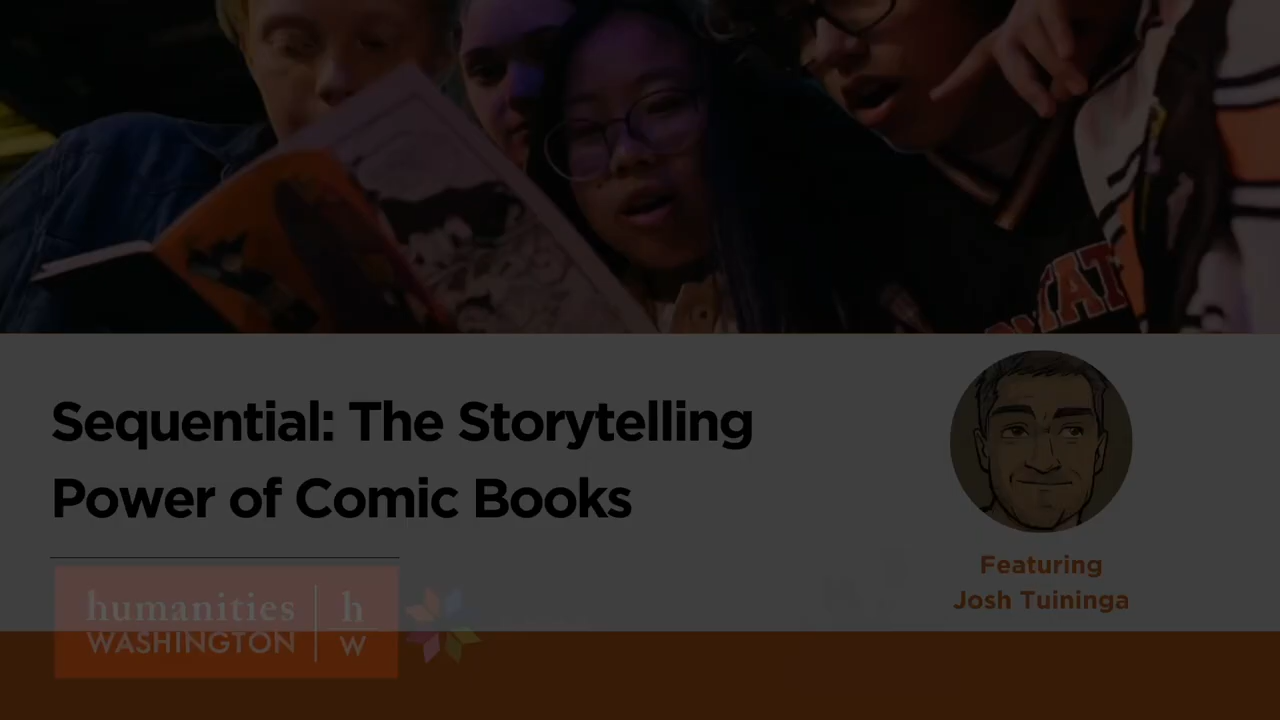 Sequential: The Storytelling
Power of Comic Books
Featuring
Josh Tuininga
humanities
WASHINGTON
h
W